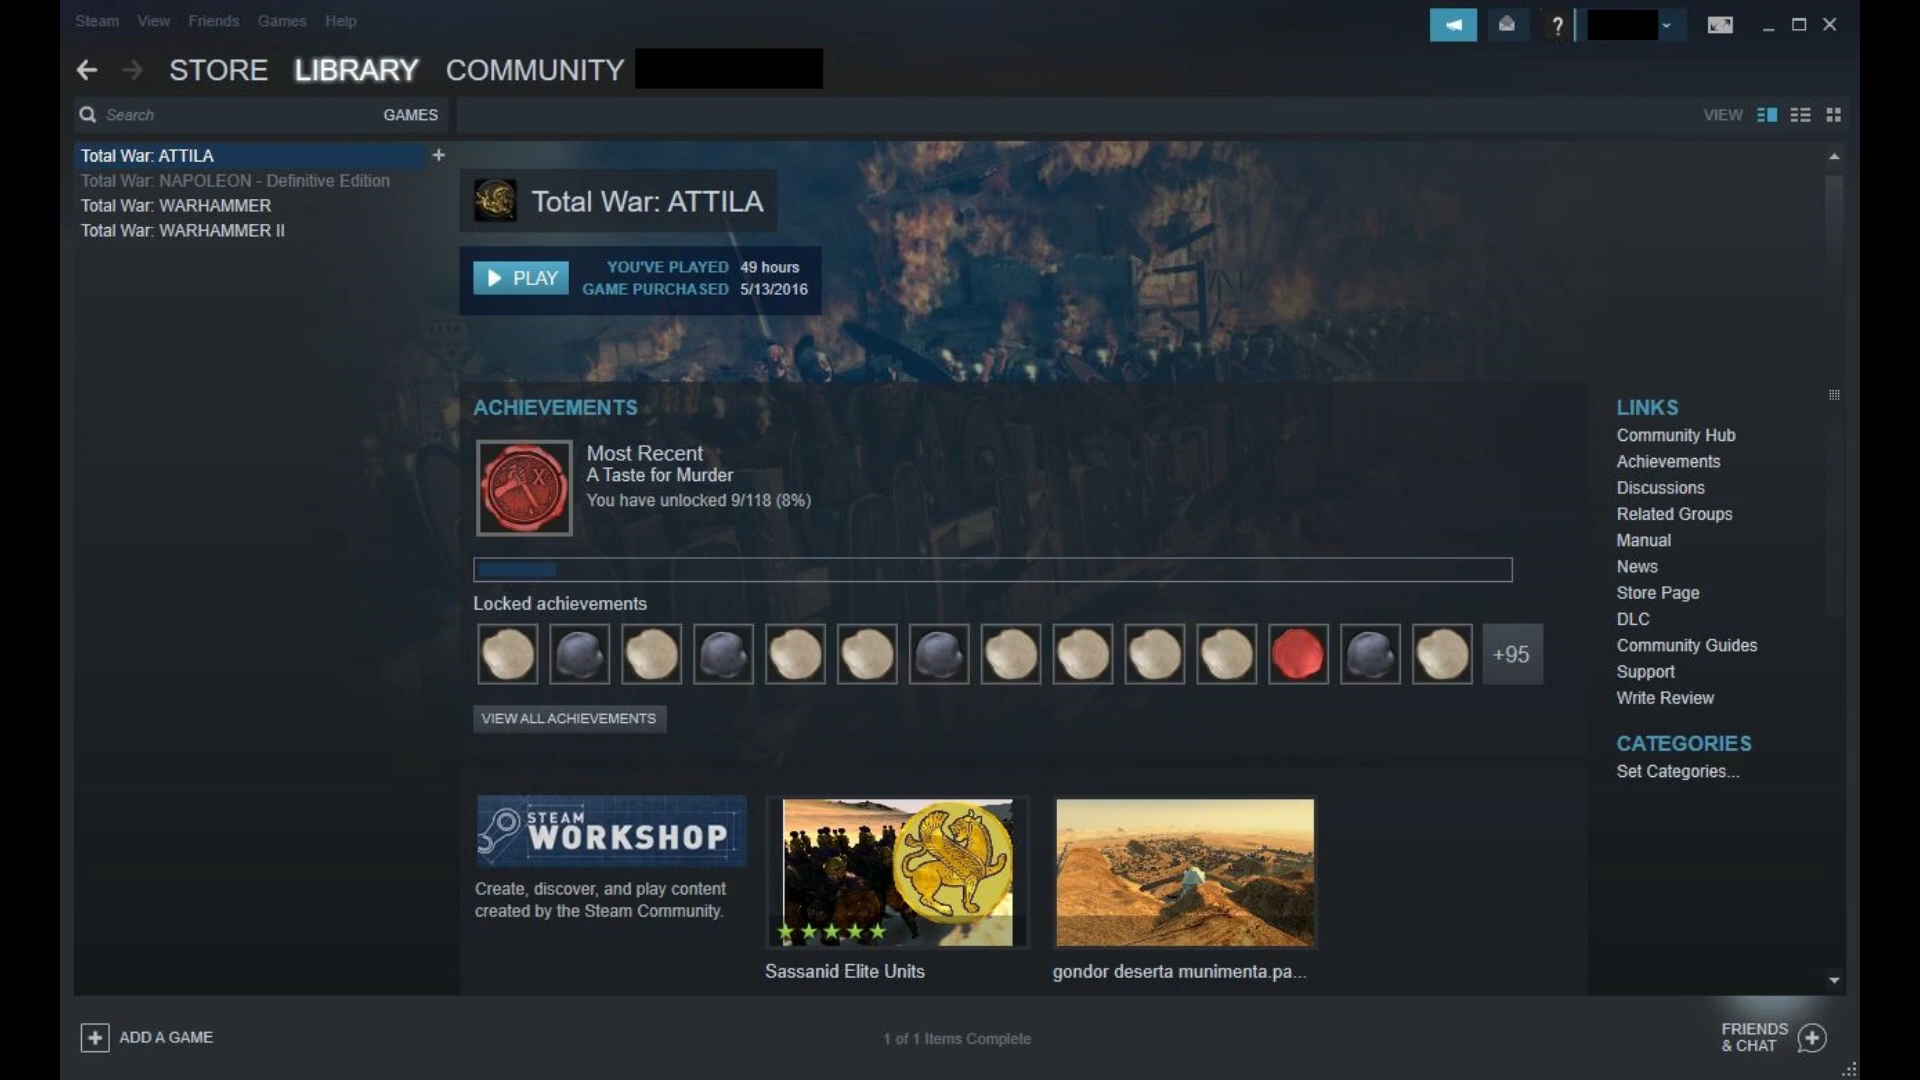 Steam View Friends Games Help
?
STORE LIBRARY COMMUNITY
Search GAMES
VIEW
Total War: ATTILA +
Total War: NAPOLEON - Definitive Edition
Total War: WARHAMMER
Total War: WARHAMMER II
Total War: ATTILA
PLAY
YOU'VE PLAYED 49 hours
GAME PURCHASED 5/13/2016
ACHIEVEMENTS
Most Recent
A Taste for Murder
You have unlocked 9/118 (8%)
Locked achievements
+95
VIEW ALL ACHIEVEMENTS
LINKS
Community Hub
Achievements
Discussions
Related Groups
Manual
News
Store Page
DLC
Community Guides
Support
Write Review
CATEGORIES
Set Categories...
STEAM
WORKSHOP
Create, discover, and play content
created by the Steam Community.
Sassanid Elite Units
gondor deserta munimenta.pa...
ADD A GAME
1 of 1 Items Complete
FRIENDS
& CHAT